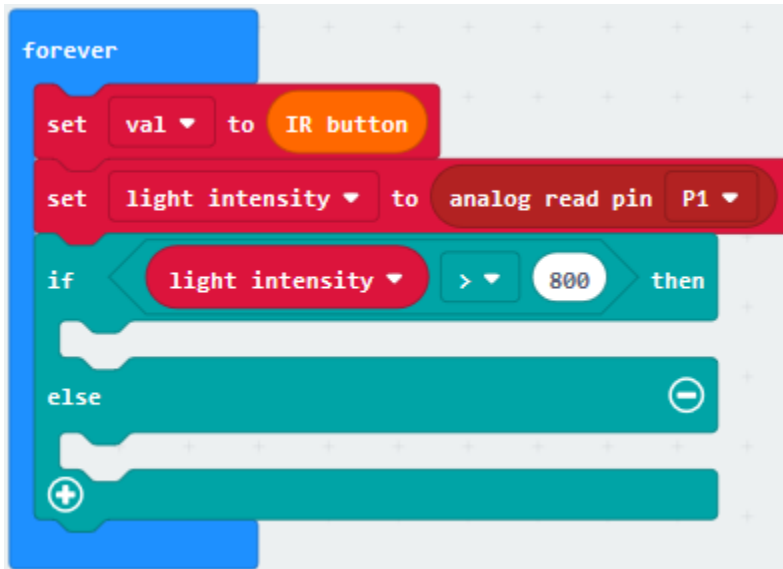 forever
set val to IR button
set light intensity to analog read pin P1
if light intensity > 800 then
else